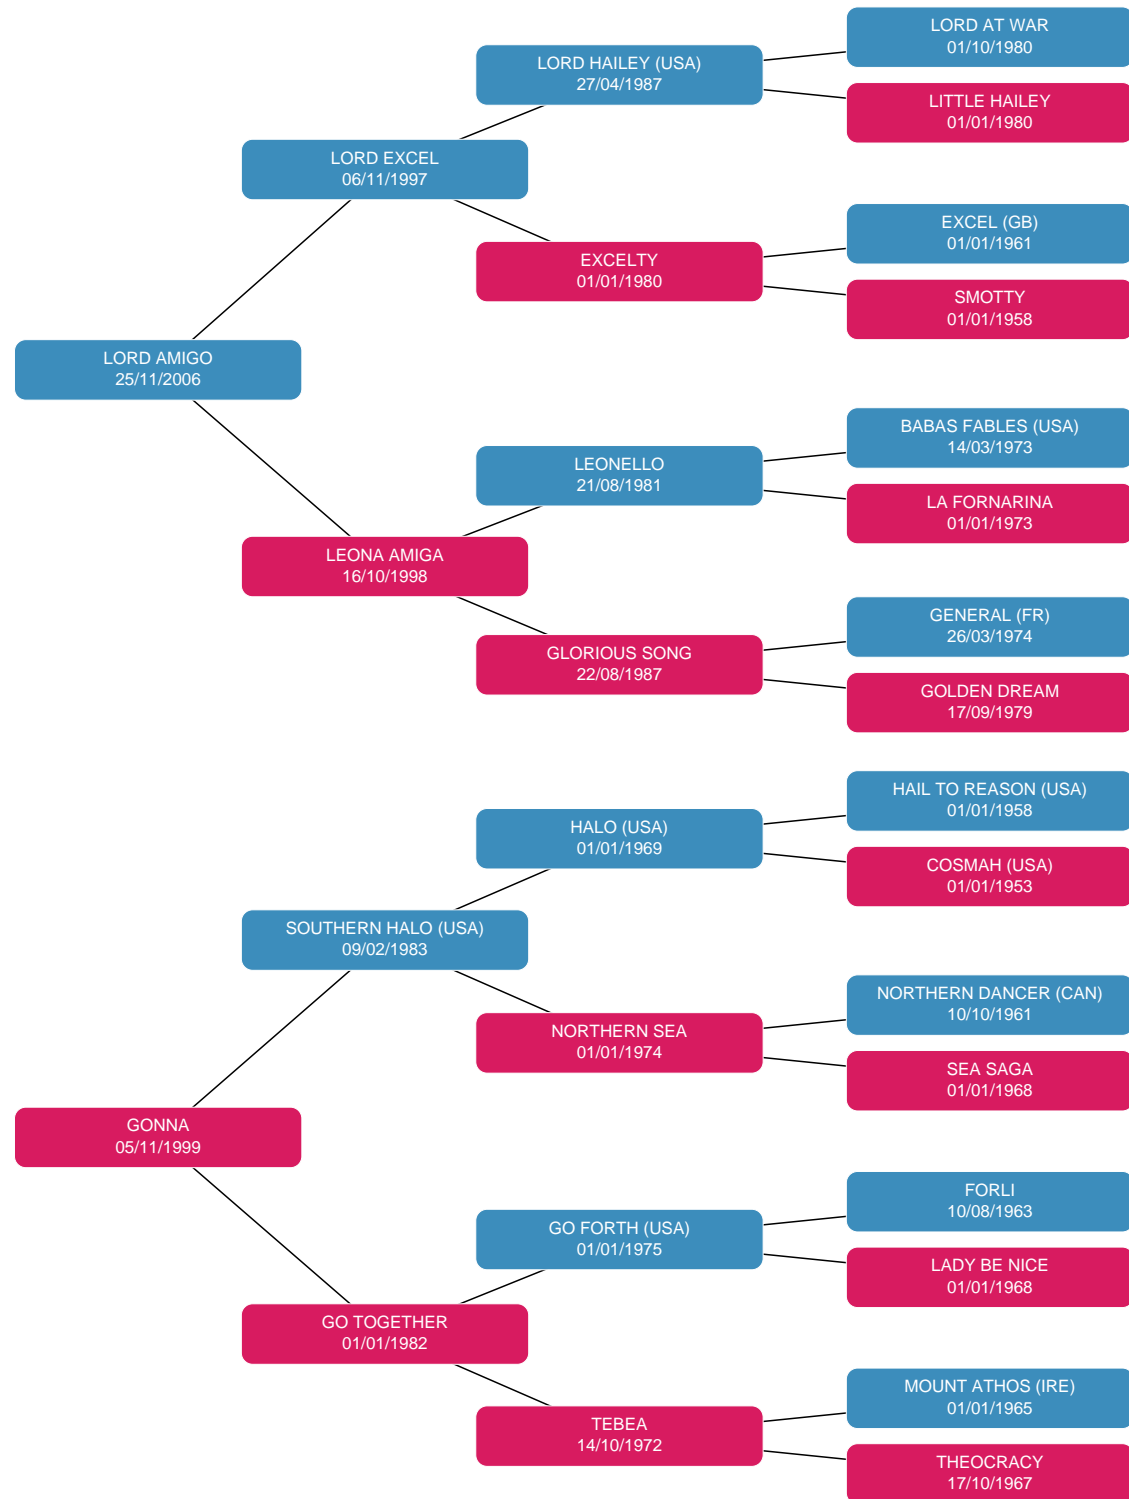 LORD AT WAR
01/10/1980
LORD HAILEY (USA)
27/04/1987
LITTLE HAILEY
01/01/1980
LORD EXCEL
06/11/1997
EXCEL (GB)
01/01/1961
EXCELTY
01/01/1980
SMOTTY
01/01/1958
LORD AMIGO
25/11/2006
BABAS FABLES (USA)
14/03/1973
LEONELLO
21/08/1981
LA FORNARINA
01/01/1973
LEONA AMIGA
16/10/1998
GENERAL (FR)
26/03/1974
GLORIOUS SONG
22/08/1987
GOLDEN DREAM
17/09/1979
HAIL TO REASON (USA)
01/01/1958
HALO (USA)
01/01/1969
COSMAH (USA)
01/01/1953
SOUTHERN HALO (USA)
09/02/1983
NORTHERN DANCER (CAN)
10/10/1961
NORTHERN SEA
01/01/1974
SEA SAGA
01/01/1968
GONNA
05/11/1999
FORLI
10/08/1963
GO FORTH (USA)
01/01/1975
LADY BE NICE
01/01/1968
GO TOGETHER
01/01/1982
MOUNT ATHOS (IRE)
01/01/1965
TEBEA
14/10/1972
THEOCRACY
17/10/1967